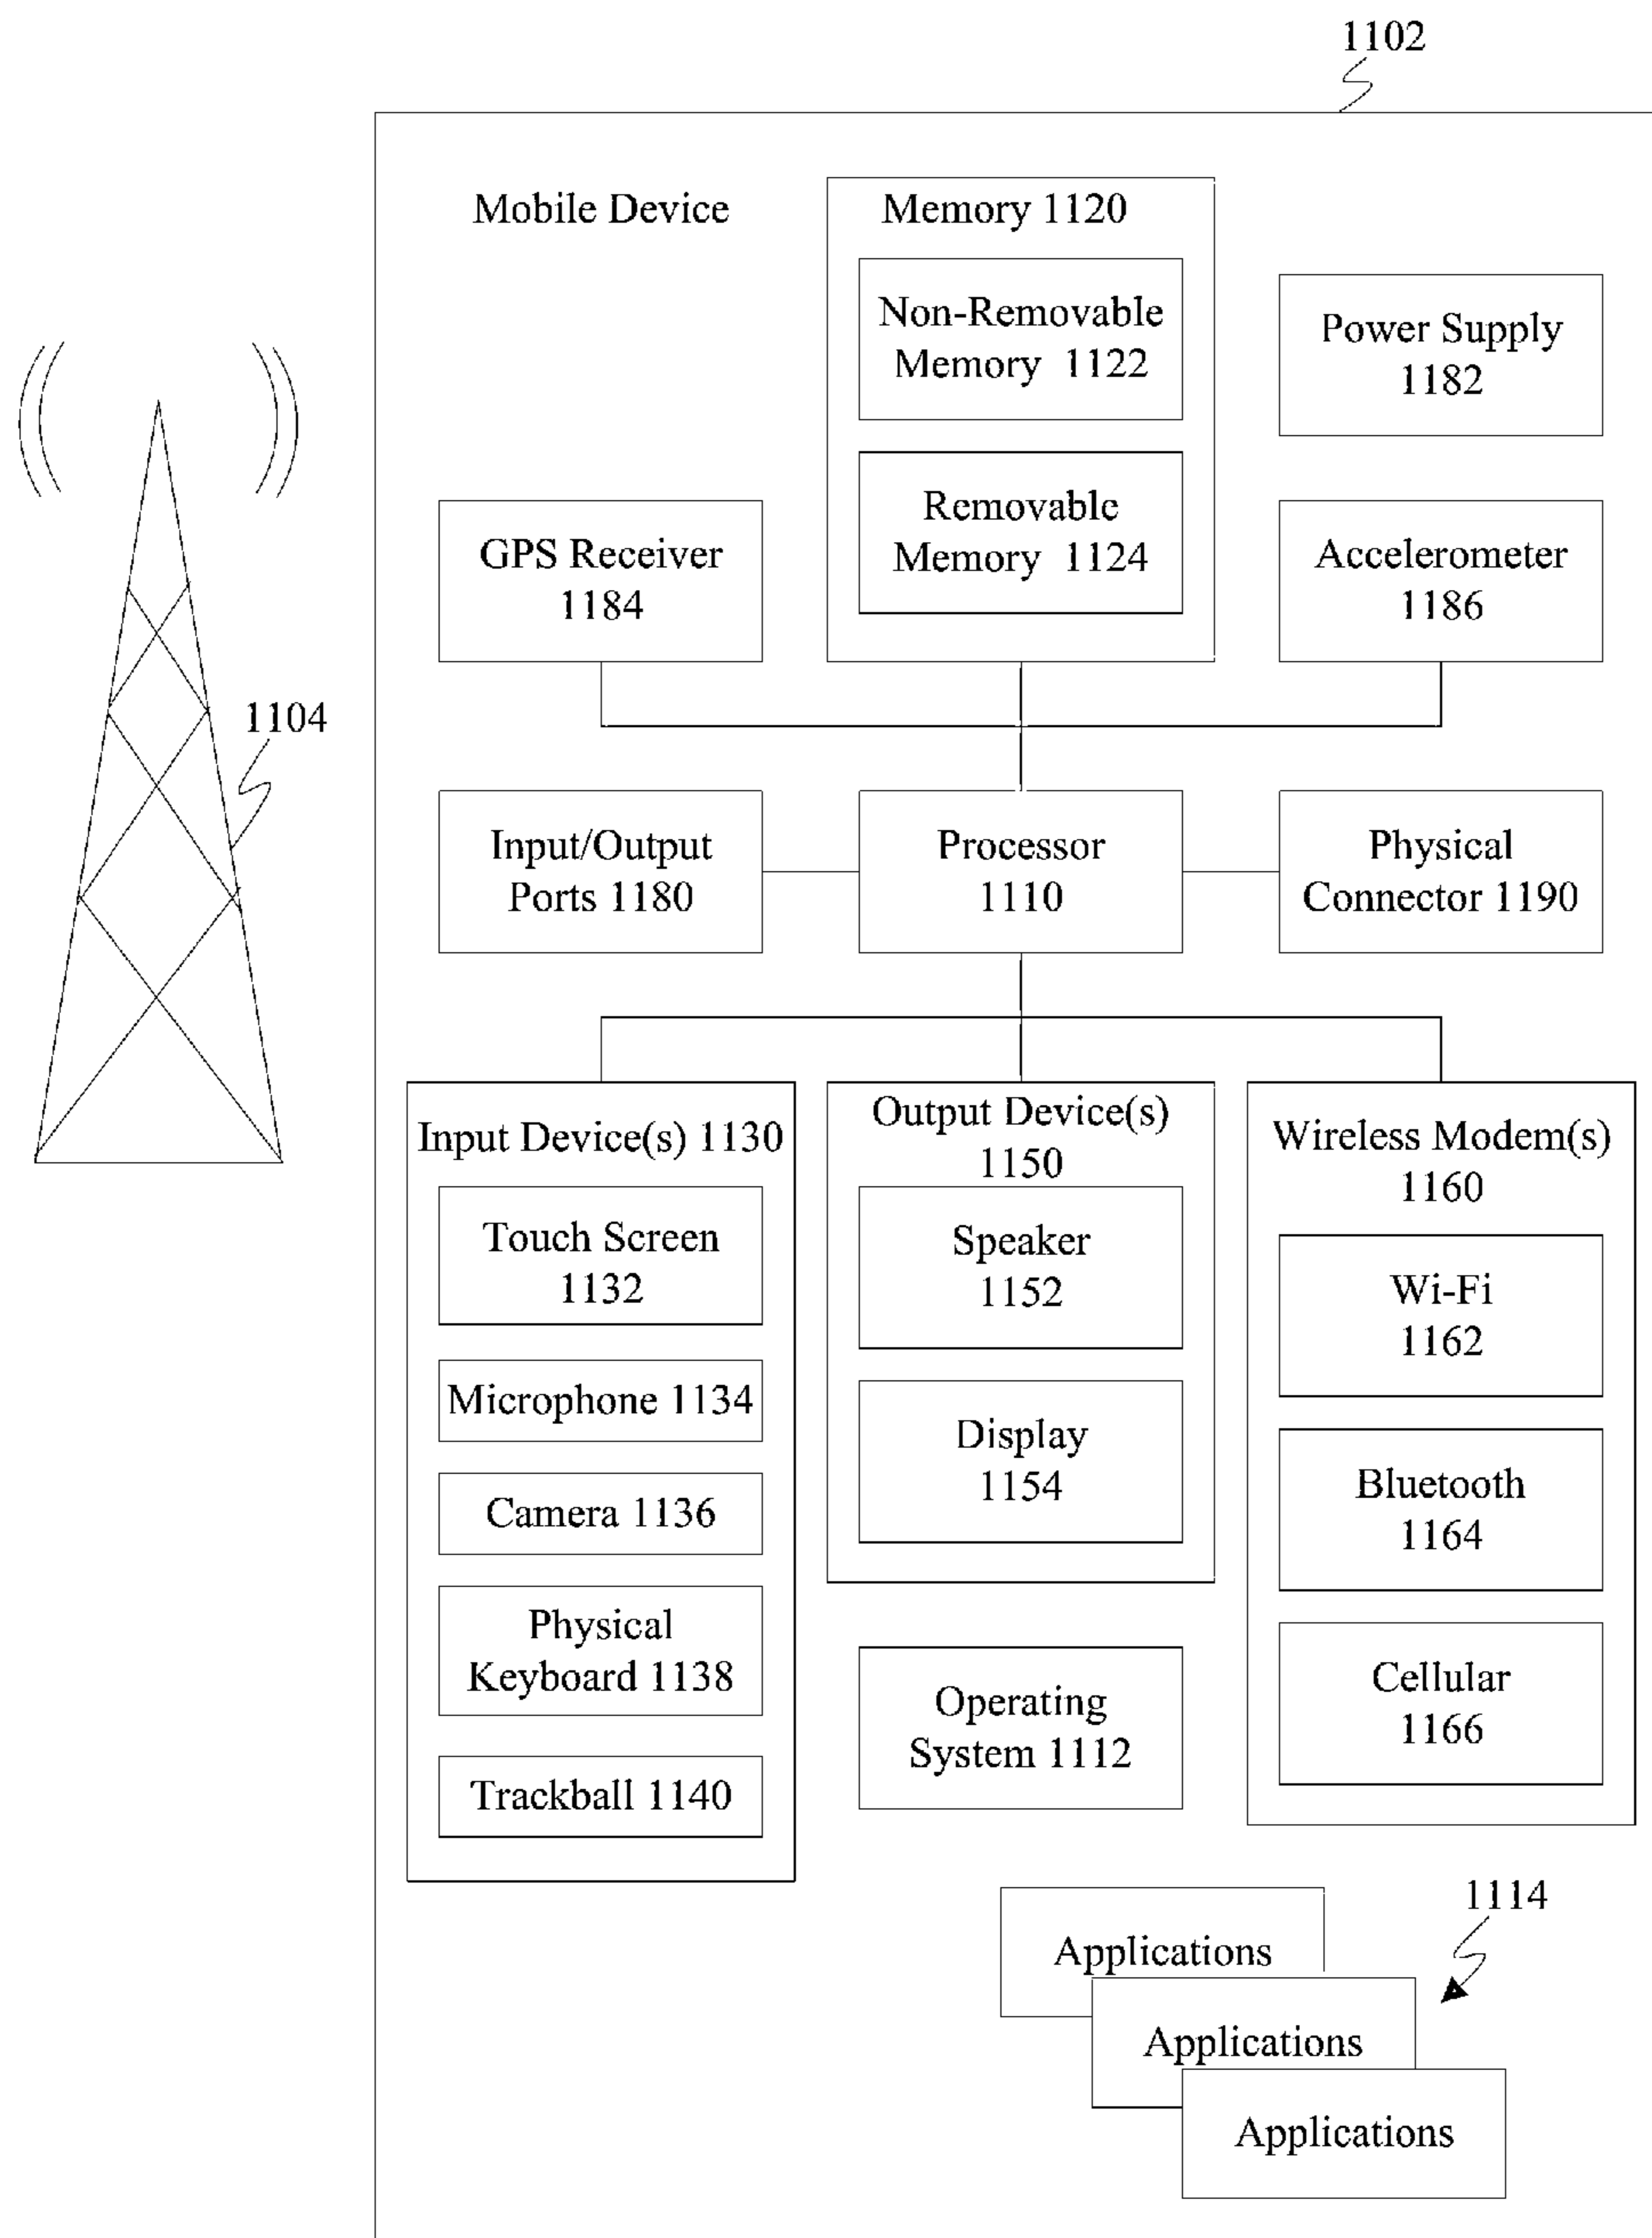 1102
Mobile Device
Memory 1120
Non-Removable
Memory 1122
Power Supply
1182
Removable
Memory 1124
GPS Receiver
1184
Accelerometer
1186
1104
Input/Output
Ports 1180
Processor
1110
Physical
Connector 1190
Input Device(s) 1130
Touch Screen
1132
Microphone 1134
Camera 1136
Physical
Keyboard 1138
Trackball 1140
Output Device(s)
1150
Speaker
1152
Display
1154
Operating
System 1112
Wireless Modem(s)
1160
Wi-Fi
1162
Bluetooth
1164
Cellular
1166
1114
Applications
Applications
Applications